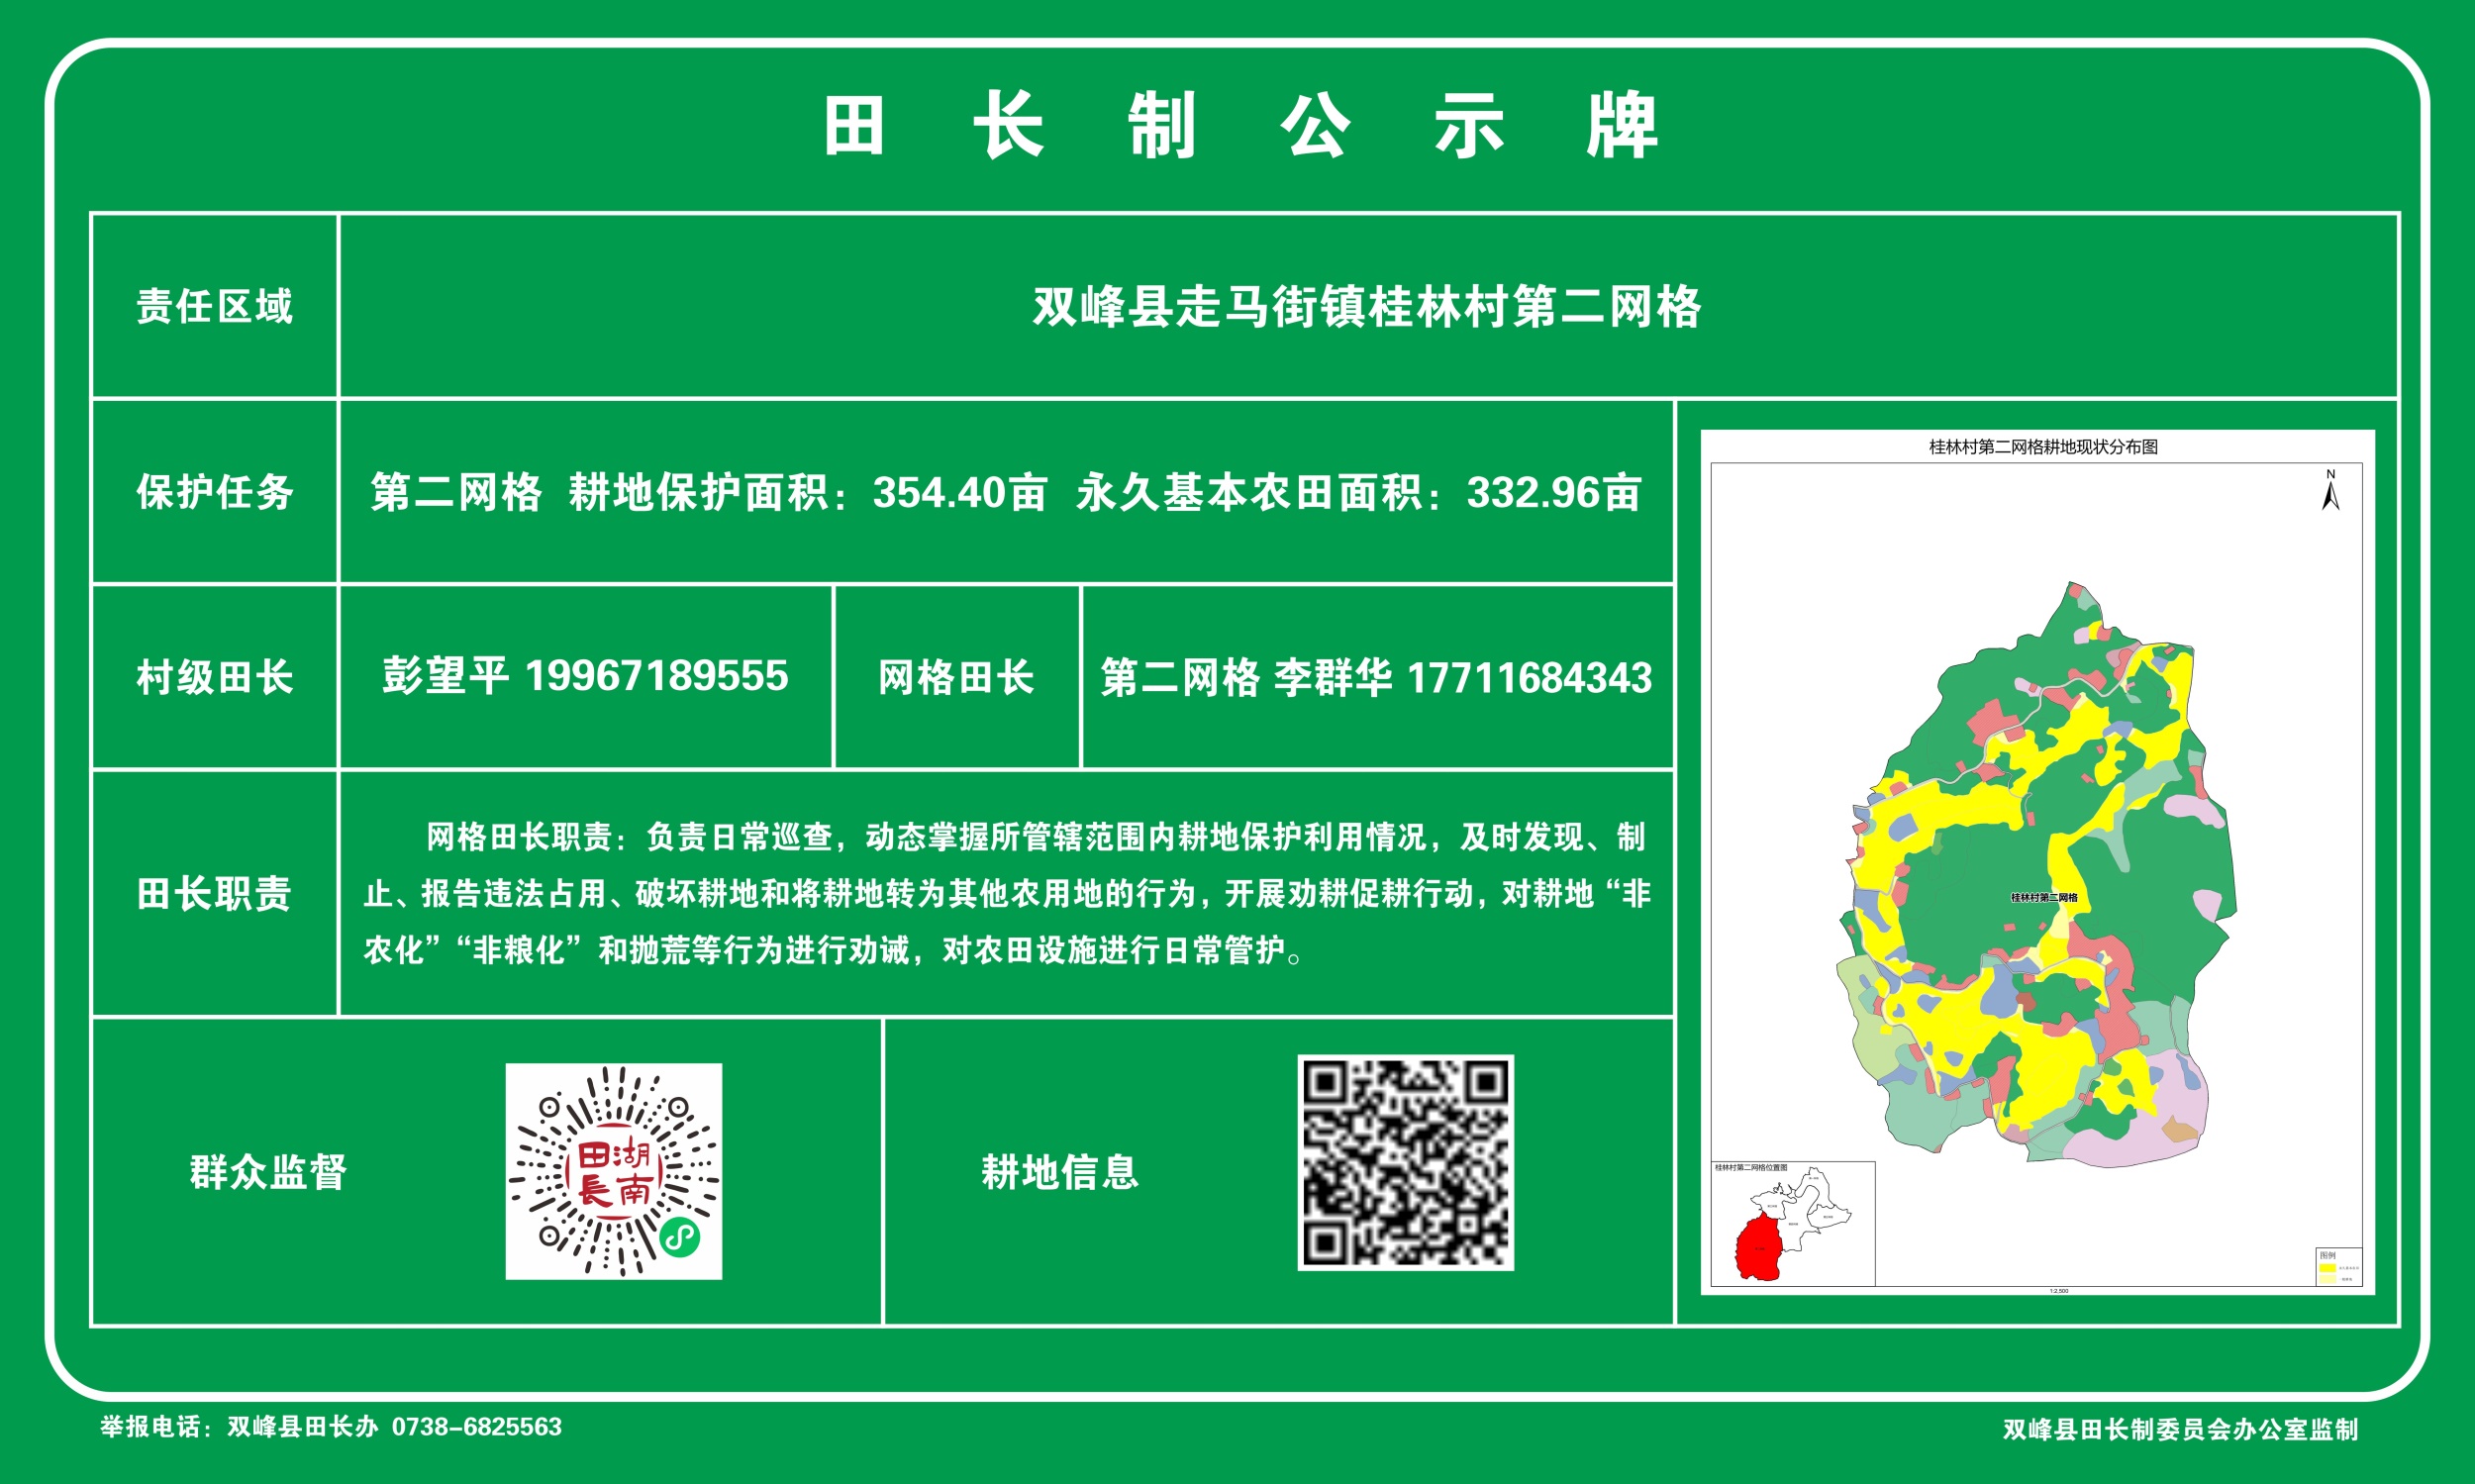 田长制公示牌
责任区域
双峰县走马街镇桂林村第二网格
保护任务
第二网格 耕地保护面积：354.40亩 永久基本农田面积：332.96亩
村级田长
彭望平 19967189555
网格田长
第二网格 李群华 17711684343
田长职责
网格田长职责：负责日常巡查，动态掌握所管辖范围内耕地保护利用情况，及时发现、制
止、报告违法占用、破坏耕地和将耕地转为其他农用地的行为，开展劝耕促耕行动，对耕地“非
农化”“非粮化”和抛荒等行为进行劝诫，对农田设施进行日常管护。
群众监督
湖南
田長
耕地信息
桂林村第二网格耕地现状分布图
N
桂林村第二网格
桂林村第二网格位置图
图例
1:2,500
举报电话：双峰县田长办 0738-6825563
双峰县田长制委员会办公室监制